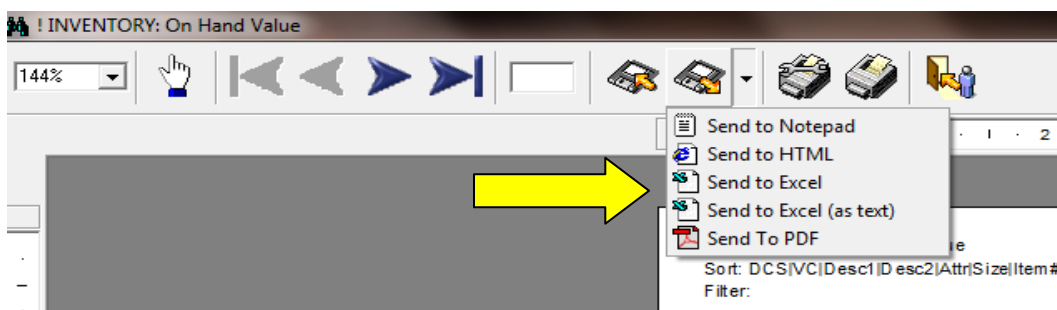 ! INVENTORY: On Hand Value
144%
Send to Notepad
· I · 2
Send to HTML
Send to Excel
Send to Excel (as text)
Send To PDF
Sort: DCS|VC|Desc1|Desc2|Attr|Size|Item#
Filter: